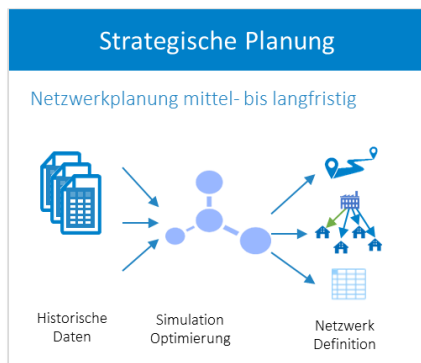 Strategische Planung
Netzwerkplanung mittel- bis langfristig
Historische
Daten
Simulation
Optimierung
Netzwerk
Definition